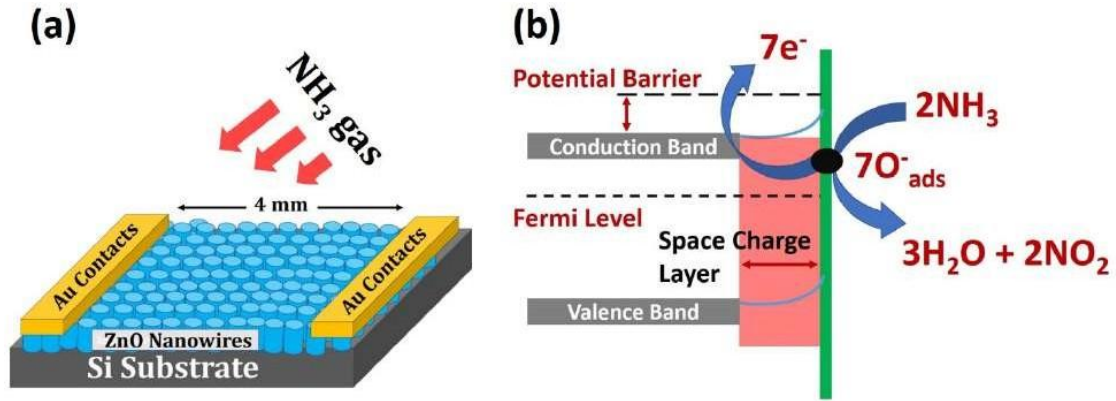 (a)
NH₃ gas
4 mm
Au Contacts
Au Contacts
ZnO Nanowires
Si Substrate
(b)
7e⁻
Potential Barrier
2NH₃
Conduction Band
7O⁻ads
Fermi Level
Space Charge
Layer
3H₂O + 2NO₂
Valence Band